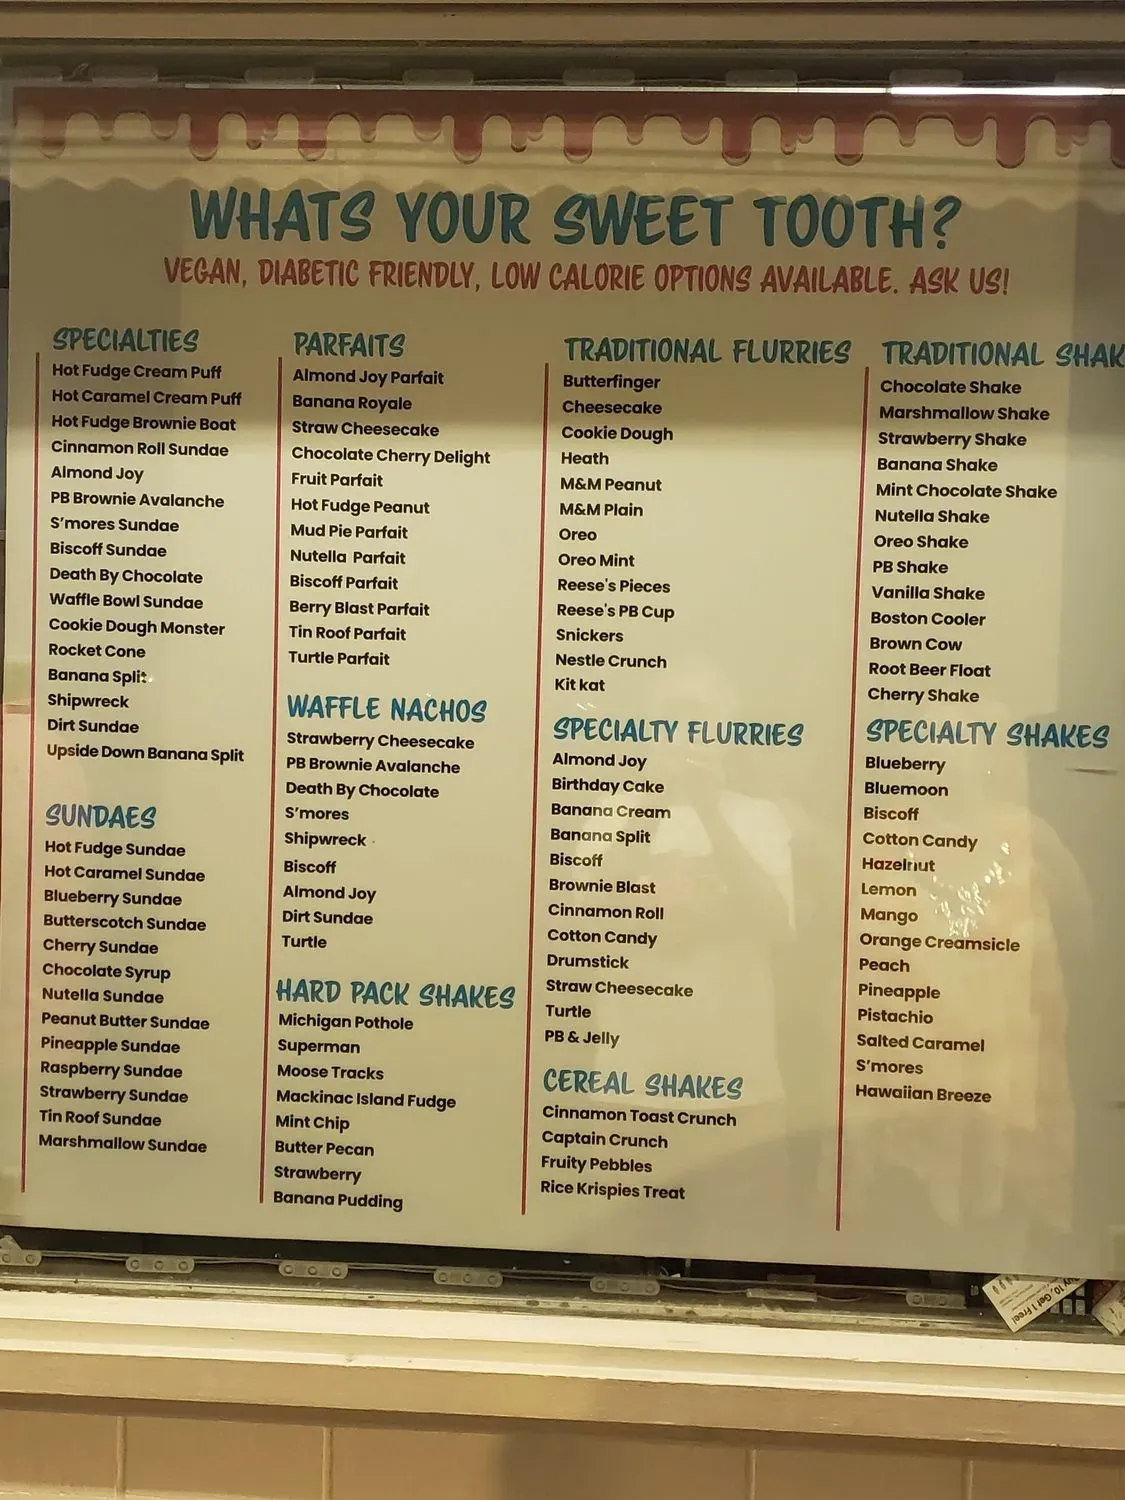 WHATS YOUR SWEET TOOTH?
VEGAN, DIABETIC FRIENDLY, LOW CALORIE OPTIONS AVAILABLE. ASK US!
SPECIALTIES
Hot Fudge Cream Puff
Hot Caramel Cream Puff
Hot Fudge Brownie Boat
Cinnamon Roll Sundae
Almond Joy
PB Brownie Avalanche
S'mores Sundae
Biscoff Sundae
Death By Chocolate
Waffle Bowl Sundae
Cookie Dough Monster
Rocket Cone
Banana Split
Shipwreck
Dirt Sundae
Upside Down Banana Split
SUNDAES
Hot Fudge Sundae
Hot Caramel Sundae
Blueberry Sundae
Butterscotch Sundae
Cherry Sundae
Chocolate Syrup
Nutella Sundae
Peanut Butter Sundae
Pineapple Sundae
Raspberry Sundae
Strawberry Sundae
Tin Roof Sundae
Marshmallow Sundae
PARFAITS
Almond Joy Parfait
Banana Royale
Straw Cheesecake
Chocolate Cherry Delight
Fruit Parfait
Hot Fudge Peanut
Mud Pie Parfait
Nutella Parfait
Biscoff Parfait
Berry Blast Parfait
Tin Roof Parfait
Turtle Parfait
WAFFLE NACHOS
Strawberry Cheesecake
PB Brownie Avalanche
Death By Chocolate
S'mores
Shipwreck
Biscoff
Almond Joy
Dirt Sundae
Turtle
HARD PACK SHAKES
Michigan Pothole
Superman
Moose Tracks
Mackinac Island Fudge
Mint Chip
Butter Pecan
Strawberry
Banana Pudding
TRADITIONAL FLURRIES
Butterfinger
Cheesecake
Cookie Dough
Heath
M&M Peanut
M&M Plain
Oreo
Oreo Mint
Reese's Pieces
Reese's PB Cup
Snickers
Nestle Crunch
Kit kat
SPECIALTY FLURRIES
Almond Joy
Birthday Cake
Banana Cream
Banana Split
Biscoff
Brownie Blast
Cinnamon Roll
Cotton Candy
Drumstick
Straw Cheesecake
Turtle
PB & Jelly
CEREAL SHAKES
Cinnamon Toast Crunch
Captain Crunch
Fruity Pebbles
Rice Krispies Treat
TRADITIONAL SHAK
Chocolate Shake
Marshmallow Shake
Strawberry Shake
Banana Shake
Mint Chocolate Shake
Nutella Shake
Oreo Shake
PB Shake
Vanilla Shake
Boston Cooler
Brown Cow
Root Beer Float
Cherry Shake
SPECIALTY SHAKES
Blueberry
Bluemoon
Biscoff
Cotton Candy
Hazelnut
Lemon
Mango
Orange Creamsicle
Peach
Pineapple
Pistachio
Salted Caramel
S'mores
Hawaiian Breeze
10, Get 1 Free!